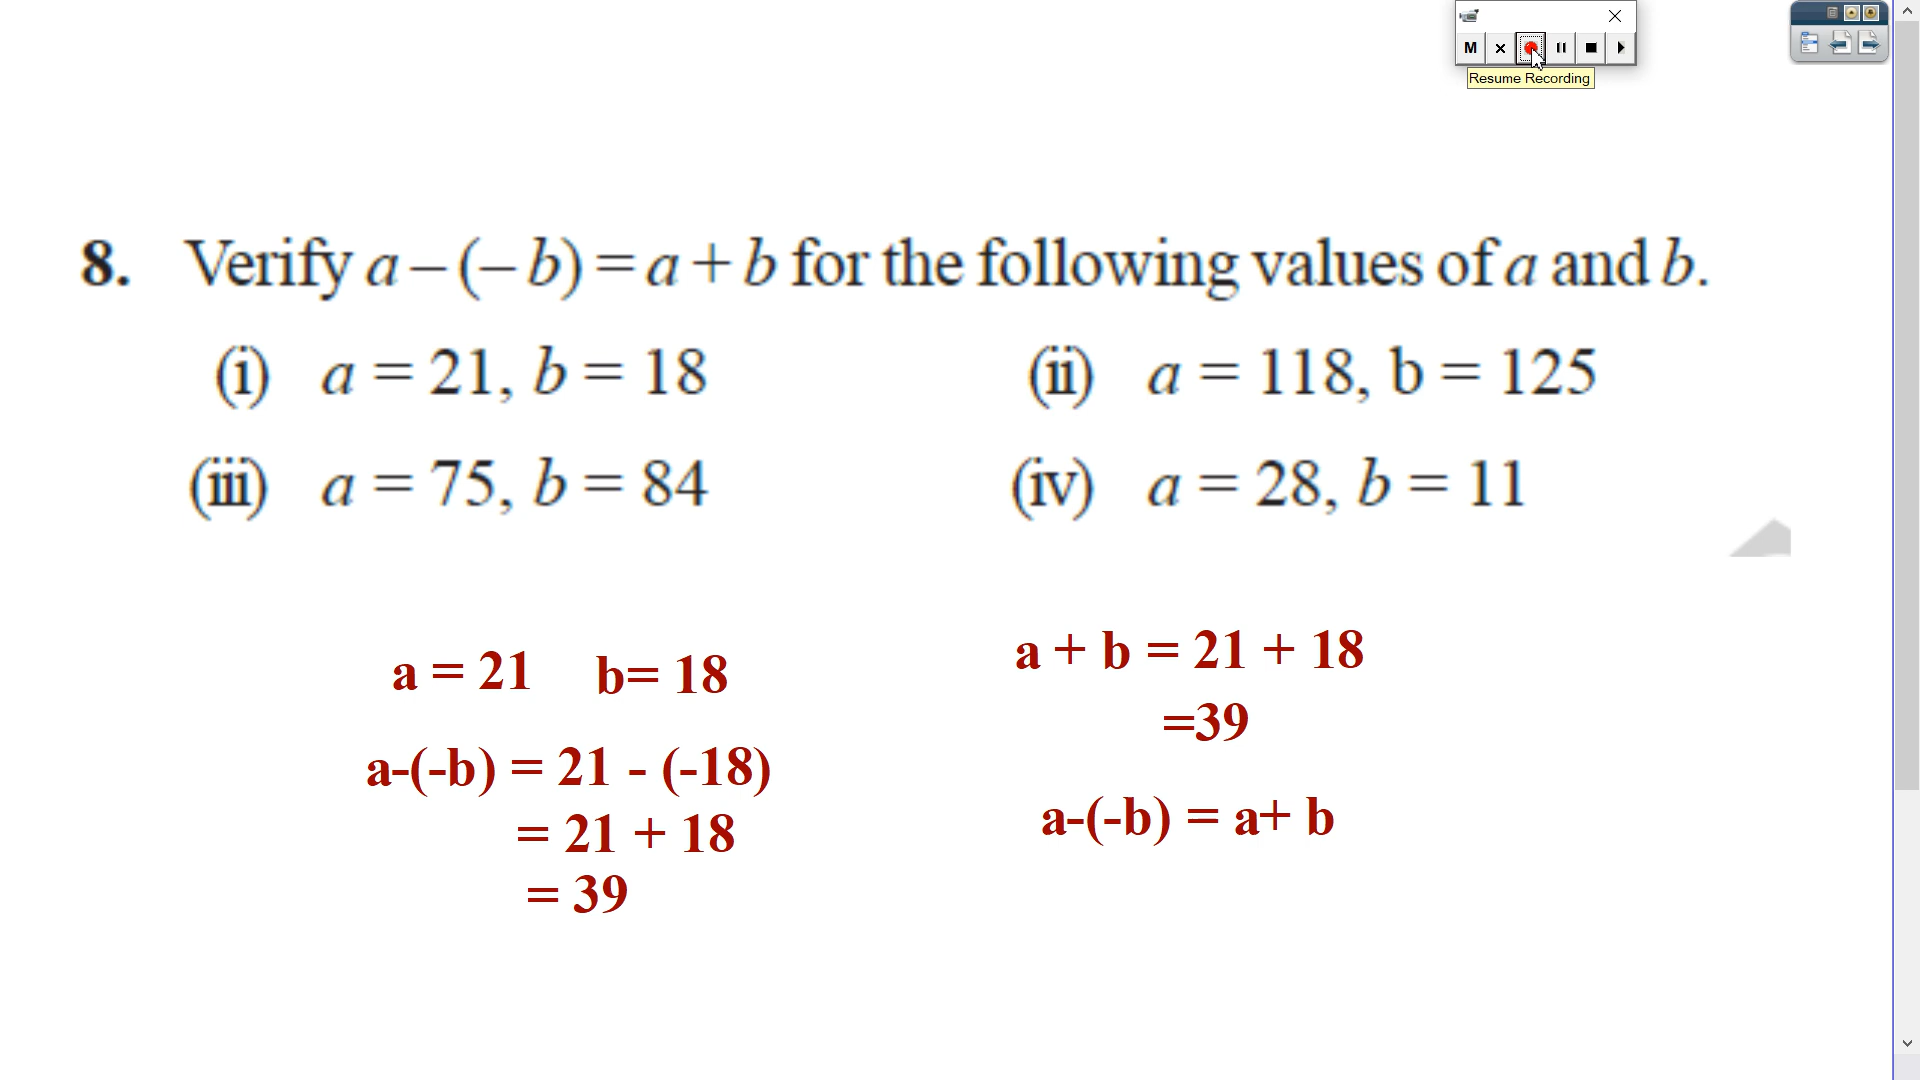 M
Resume Recording
8. Verify a – (– b) = a + b for the following values of a and b.
(i) a = 21, b = 18 (ii) a = 118, b = 125
(iii) a = 75, b = 84 (iv) a = 28, b = 11
a = 21 b= 18
a-(-b) = 21 - (-18)
= 21 + 18
= 39
a + b = 21 + 18
=39
a-(-b) = a+ b